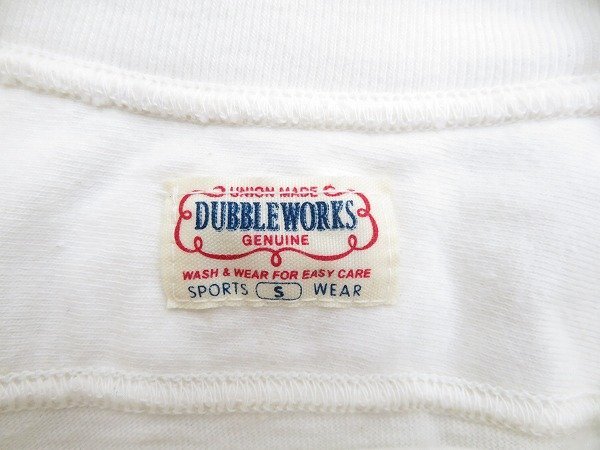 UNION MADE
DUBBLEWORKS
GENUINE
WASH & WEAR FOR EASY CARE
SPORTS S WEAR